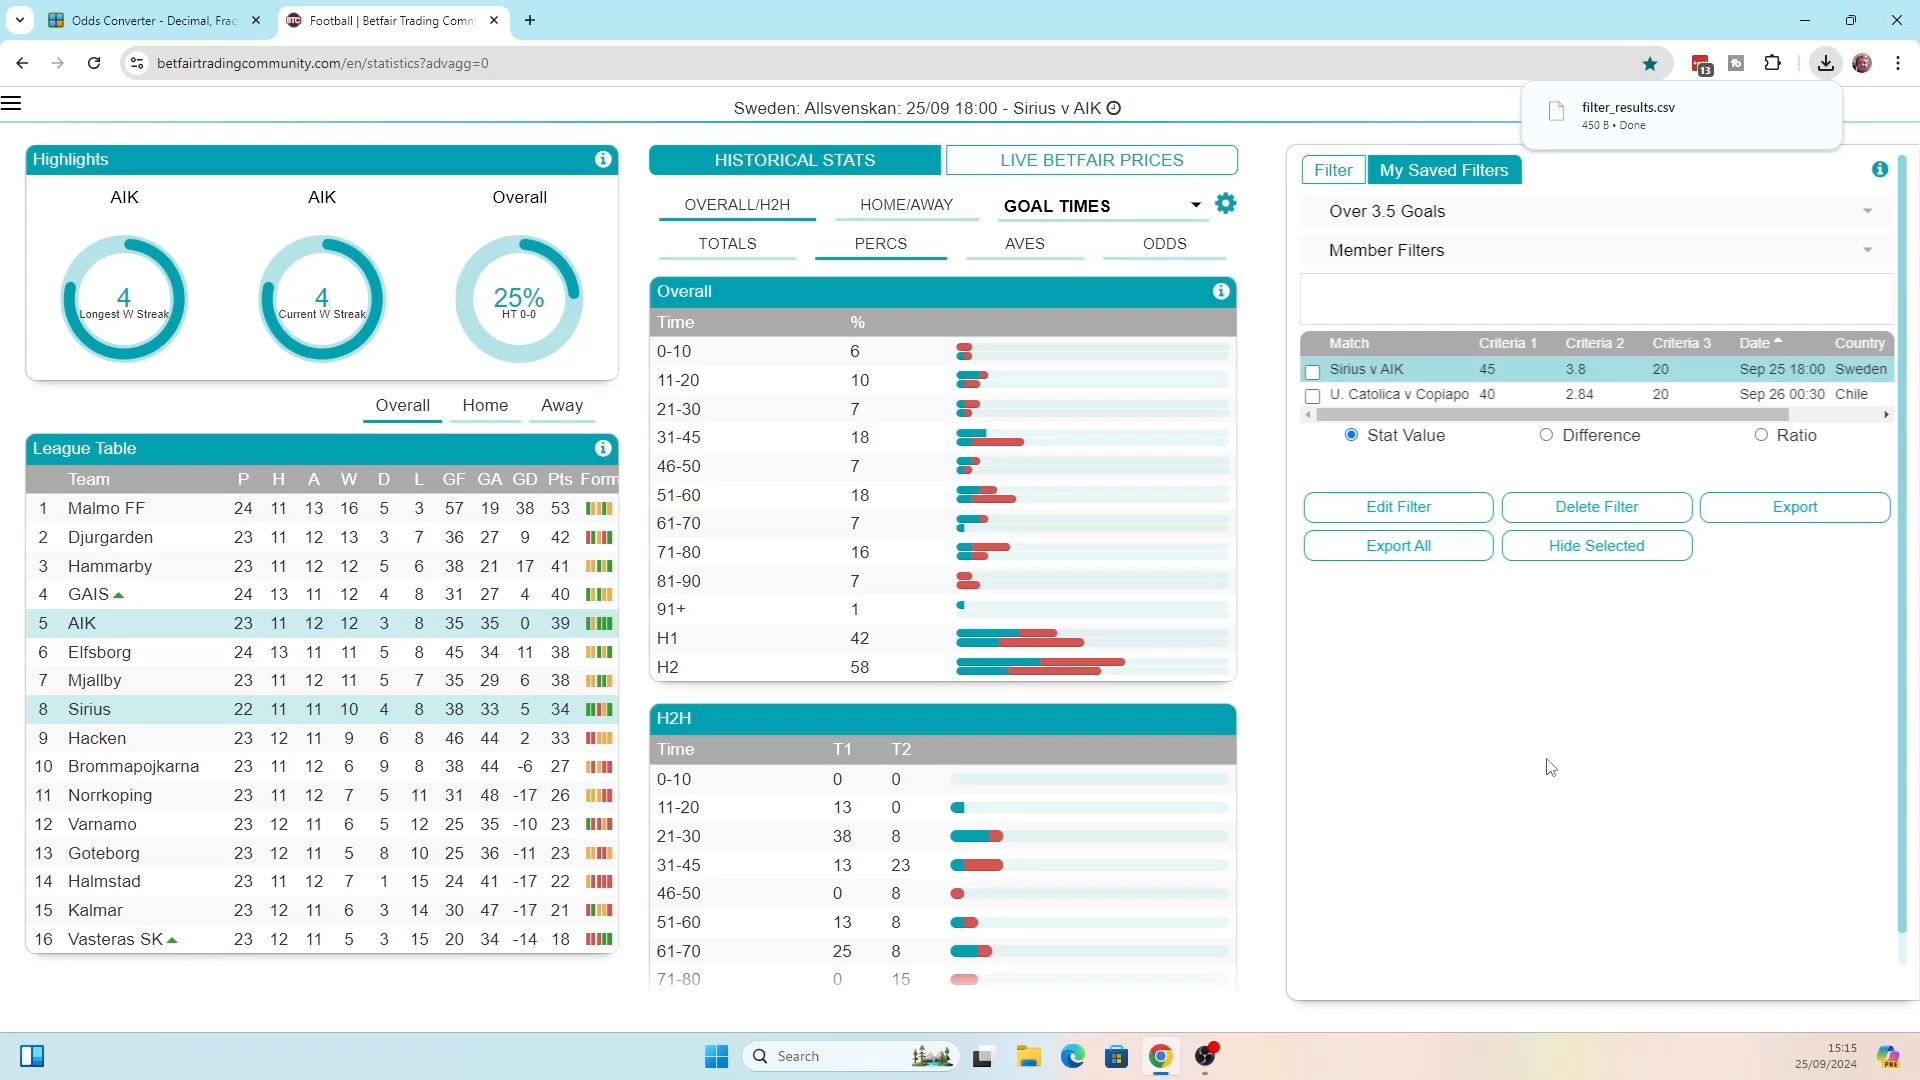 Odds Converter - Decimal, Frac
Football | Betfair Trading Comm
betfairtradingcommunity.com/en/statistics?advagg=0
13
Sweden: Allsvenskan: 25/09 18:00 - Sirius v AIK
filter_results.csv
450 B • Done
Highlights
AIK AIK Overall
4 4 25%
Longest W Streak Current W Streak HT 0-0
Overall Home Away
League Table
Team P H A W D L GF GA GD Pts Form
1 Malmo FF 24 11 13 16 5 3 57 19 38 53
2 Djurgarden 23 11 12 13 3 7 36 27 9 42
3 Hammarby 23 11 12 12 5 6 38 21 17 41
4 GAIS 24 13 11 12 4 8 31 27 4 40
5 AIK 23 11 12 12 3 8 35 35 0 39
6 Elfsborg 24 13 11 11 5 8 45 34 11 38
7 Mjallby 23 11 12 11 5 7 35 29 6 38
8 Sirius 22 11 11 10 4 8 38 33 5 34
9 Hacken 23 12 11 9 6 8 46 44 2 33
10 Brommapojkarna 23 11 12 6 9 8 38 44 -6 27
11 Norrkoping 23 11 12 7 5 11 31 48 -17 26
12 Varnamo 23 12 11 6 5 12 25 35 -10 23
13 Goteborg 23 12 11 5 8 10 25 36 -11 23
14 Halmstad 23 11 12 7 1 15 24 41 -17 22
15 Kalmar 23 12 11 6 3 14 30 47 -17 21
16 Vasteras SK 23 12 11 5 3 15 20 34 -14 18
HISTORICAL STATS LIVE BETFAIR PRICES
OVERALL/H2H HOME/AWAY GOAL TIMES
TOTALS PERCS AVES ODDS
Overall
Time %
0-10 6
11-20 10
21-30 7
31-45 18
46-50 7
51-60 18
61-70 7
71-80 16
81-90 7
91+ 1
H1 42
H2 58
H2H
Time T1 T2
0-10 0 0
11-20 13 0
21-30 38 8
31-45 13 23
46-50 0 8
51-60 13 8
61-70 25 8
71-80 0 15
Filter My Saved Filters
Over 3.5 Goals
Member Filters
Match Criteria 1 Criteria 2 Criteria 3 Date Country
Sirius v AIK 45 3.8 20 Sep 25 18:00 Sweden
U. Catolica v Copiapo 40 2.84 20 Sep 26 00:30 Chile
Stat Value Difference Ratio
Edit Filter Delete Filter Export
Export All Hide Selected
Search
15:15
25/09/2024
PRE